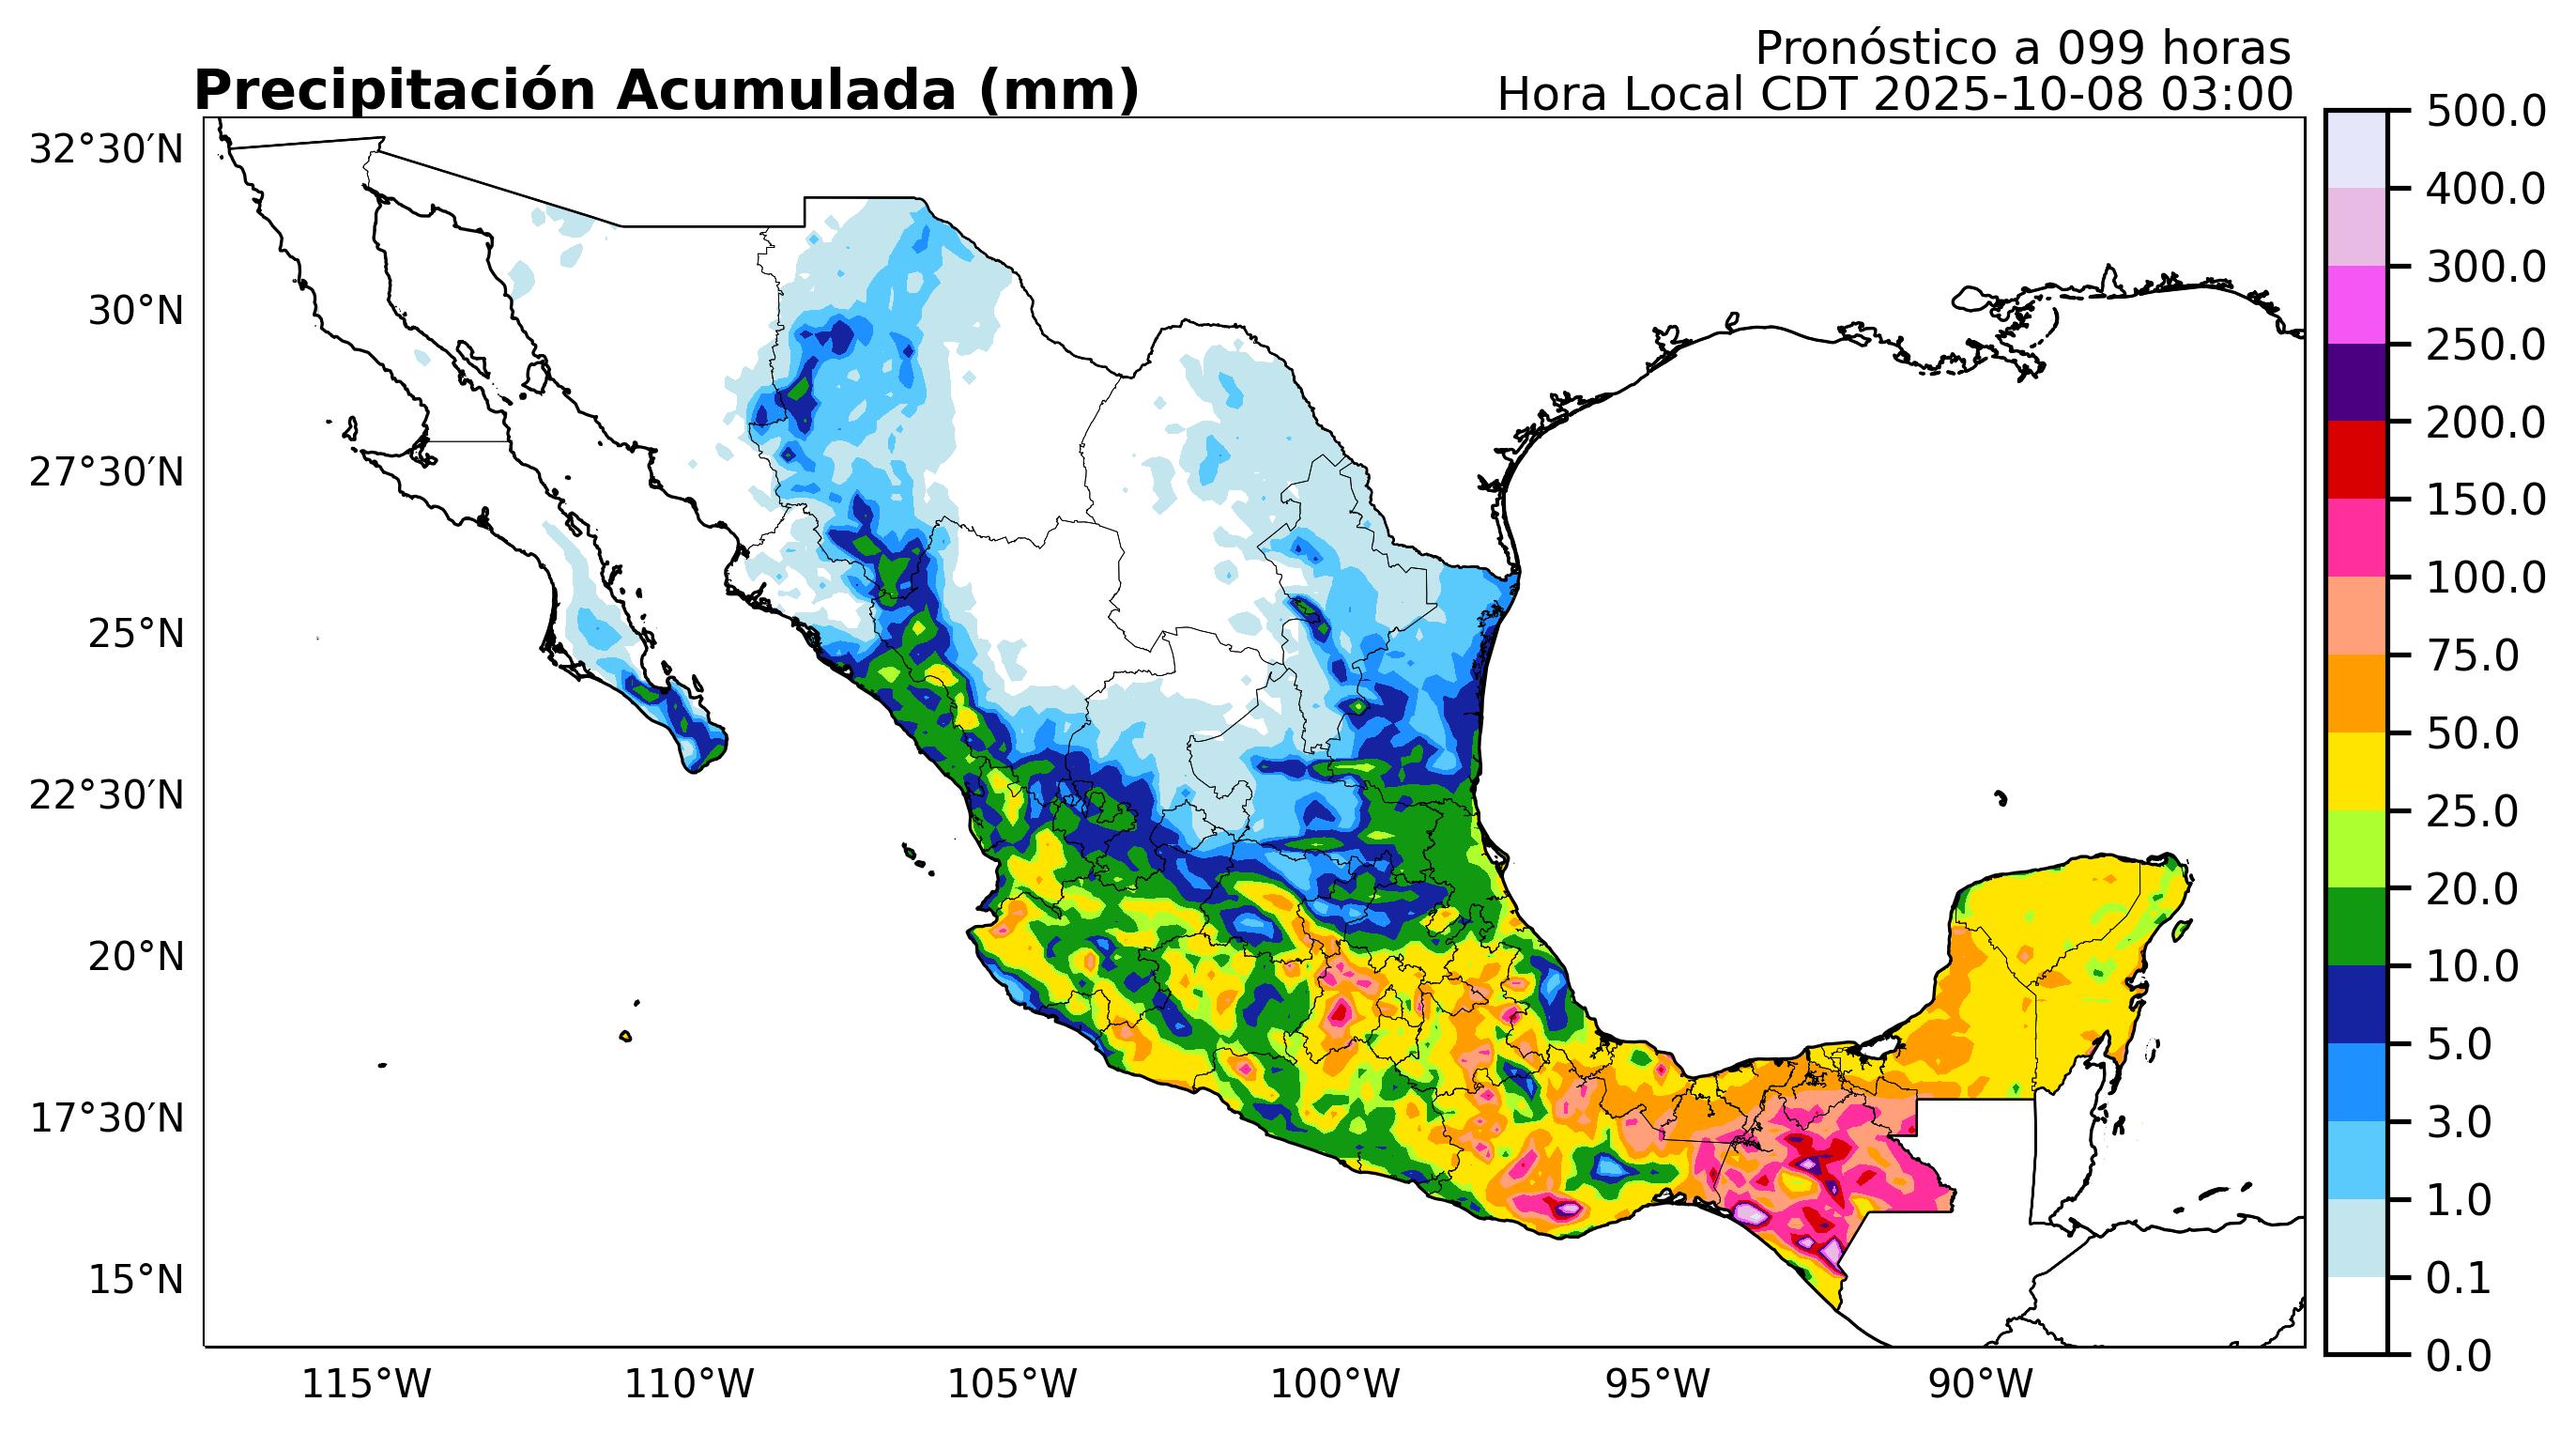 Pronóstico a 099 horas
Precipitación Acumulada (mm)
Hora Local CDT 2025-10-08 03:00
32°30′N
30°N
27°30′N
25°N
22°30′N
20°N
17°30′N
15°N
115°W
110°W
105°W
100°W
95°W
90°W
500.0
400.0
300.0
250.0
200.0
150.0
100.0
75.0
50.0
25.0
20.0
10.0
5.0
3.0
1.0
0.1
0.0